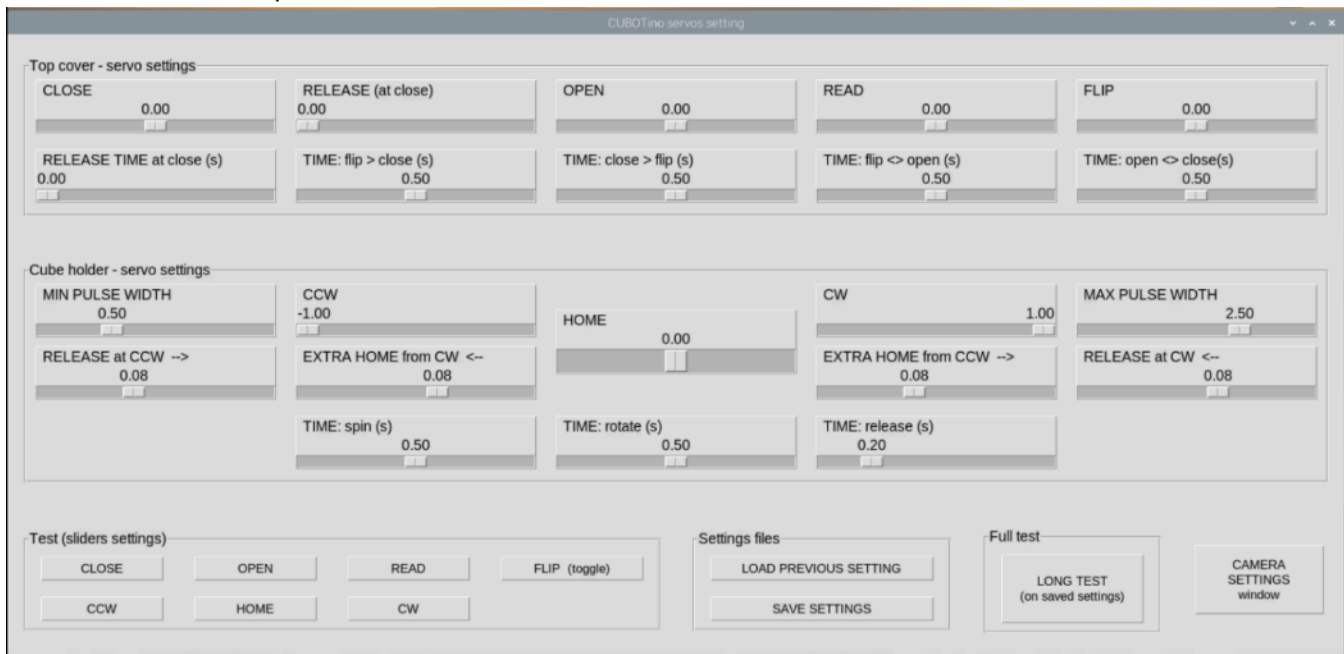 CUBOTino servos setting
Top cover - servo settings
CLOSE
0.00
RELEASE (at close)
0.00
OPEN
0.00
READ
0.00
FLIP
0.00
RELEASE TIME at close (s)
0.00
TIME: flip > close (s)
0.50
TIME: close > flip (s)
0.50
TIME: flip <> open (s)
0.50
TIME: open <> close(s)
0.50
Cube holder - servo settings
MIN PULSE WIDTH
0.50
CCW
-1.00
HOME
0.00
CW
1.00
MAX PULSE WIDTH
2.50
RELEASE at CCW -->
0.08
EXTRA HOME from CW <--
0.08
EXTRA HOME from CCW -->
0.08
RELEASE at CW <--
0.08
TIME: spin (s)
0.50
TIME: rotate (s)
0.50
TIME: release (s)
0.20
Test (sliders settings)
CLOSE
OPEN
READ
FLIP (toggle)
CCW
HOME
CW
Settings files
LOAD PREVIOUS SETTING
SAVE SETTINGS
Full test
LONG TEST
(on saved settings)
CAMERA
SETTINGS
window